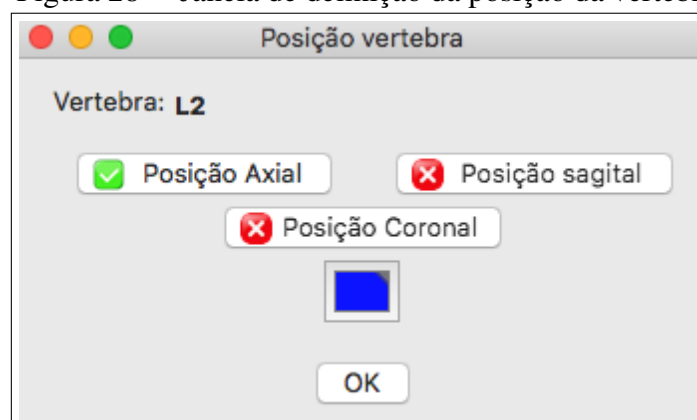 Posição vertebra
Vertebra: L2
Posição Axial
Posição sagital
Posição Coronal
OK